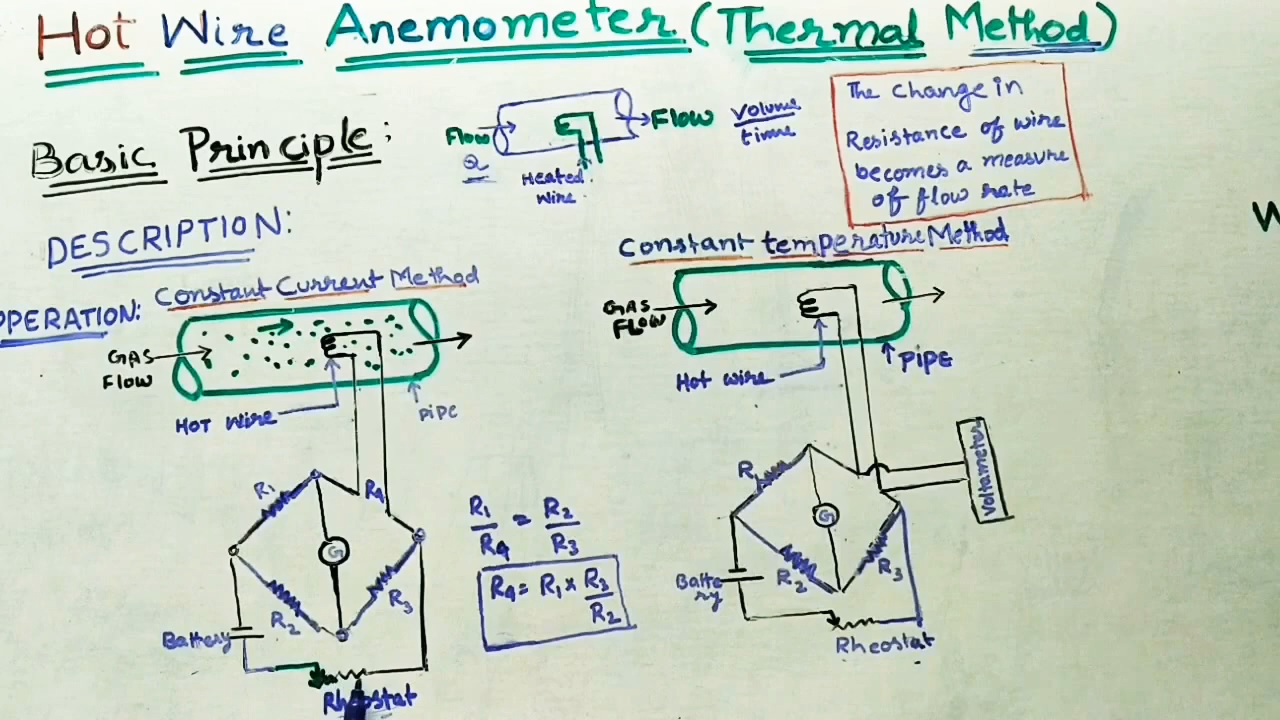 Hot Wire Anemometer (Thermal Method)
Basic Principle:
Flow
Q
Heated
Wire
Flow
Volume
time
The change in
Resistance of wire
becomes a measure
of flow rate
DESCRIPTION:
OPERATION:
Constant Current Method
GAS
FLOW
HOT Wire
PIPE
R1
R4
G
R2
R3
Battery
Rheostat
R1/R4 = R2/R3
R4 = R1 × R3/R2
Constant temperature Method
GAS
FLOW
Hot wire
PIPE
Voltameter
R1
G
R2
R3
Batte
ry
Rheostat